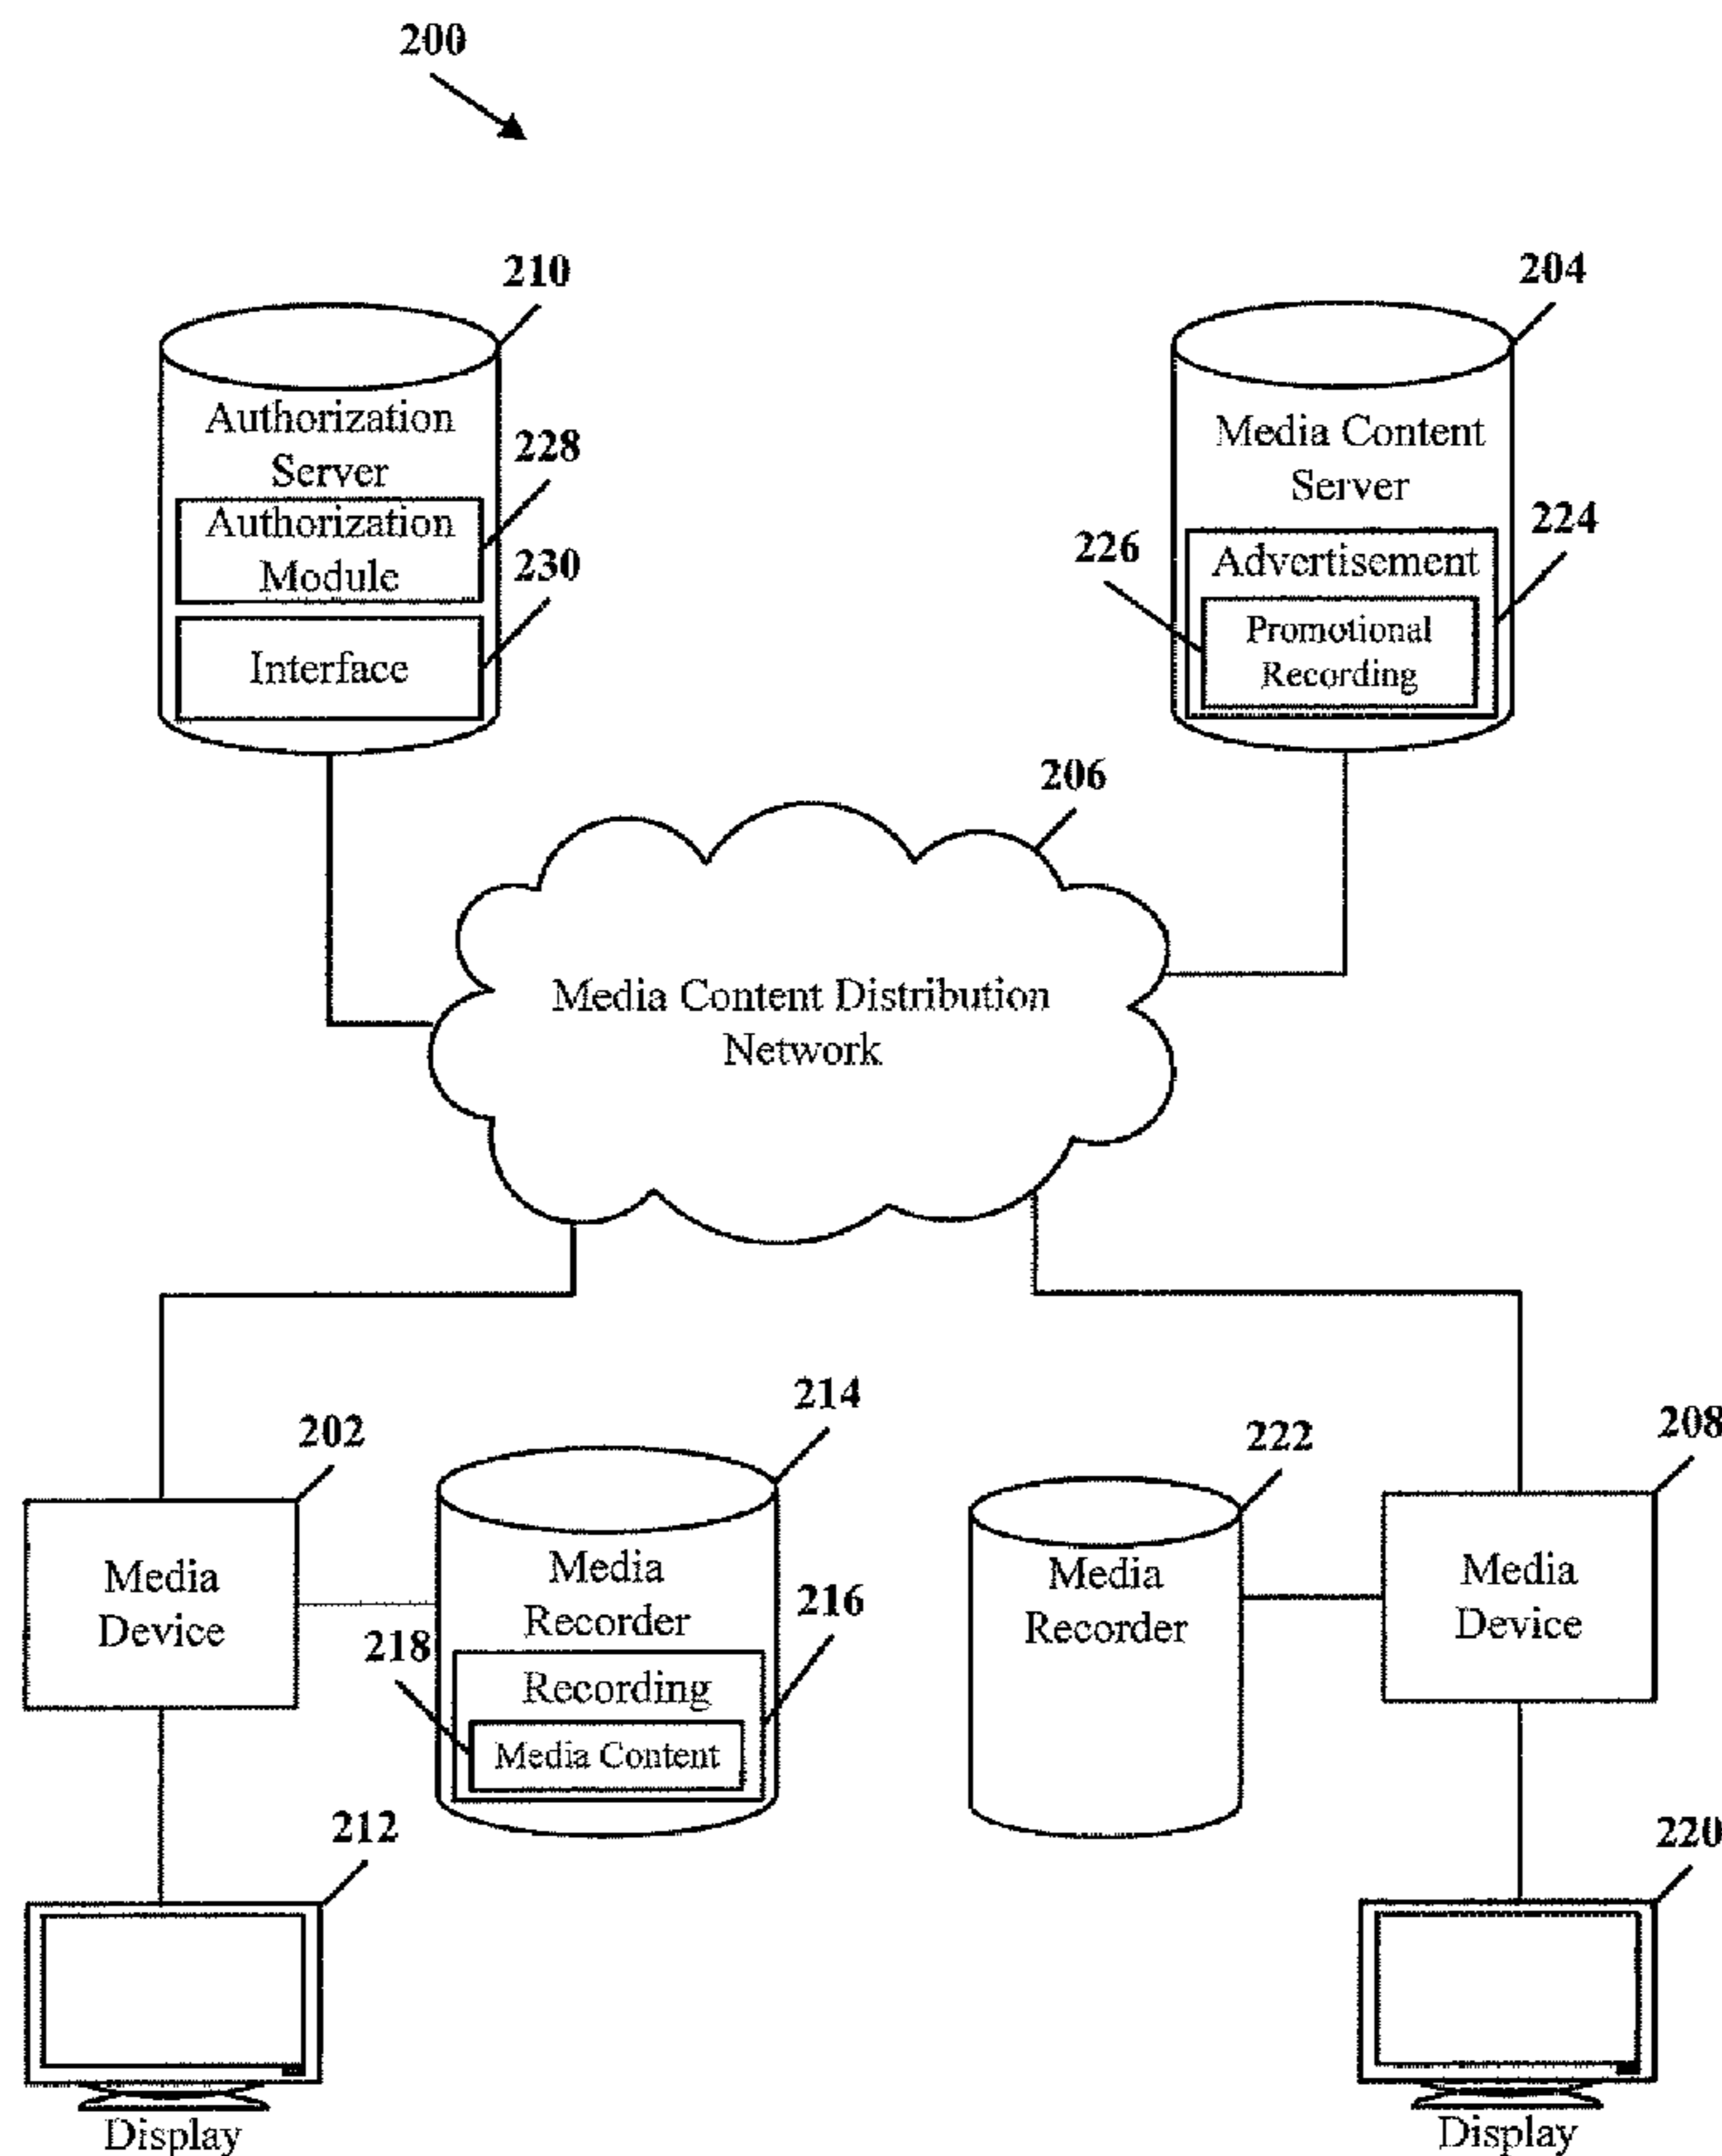 200
210
204
Authorization
Server
228
Authorization
Module
230
Interface
Media Content
Server
224
226
Advertisement
Promotional
Recording
206
Media Content Distribution
Network
202
214
222
208
Media
Device
Media
Recorder
216
218
Recording
Media Content
Media
Recorder
Media
Device
212
220
Display
Display